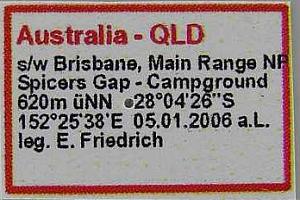 Australia - QLD
s/w Brisbane, Main Range NP
Spicers Gap - Campground
620m üNN 28°04'26"S
152°25'38'E 05.01.2006 a.L.
leg. E. Friedrich